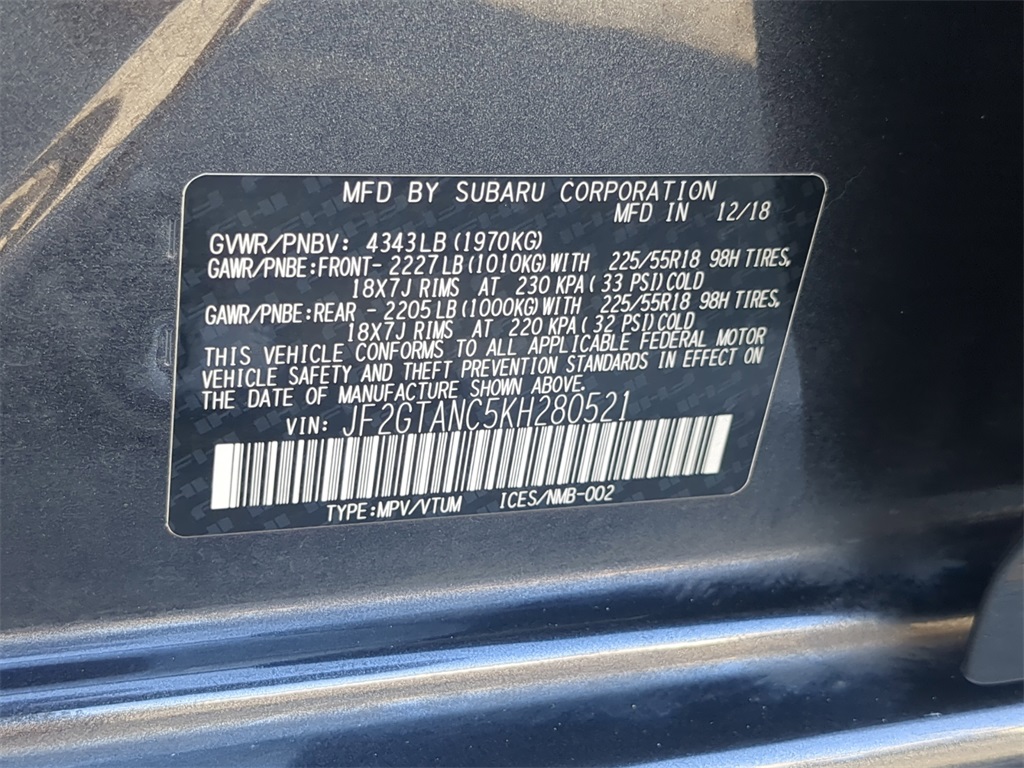 MFD BY SUBARU CORPORATION
MFD IN 12/18
GVWR/PNBV: 4343LB (1970KG)
GAWR/PNBE:FRONT- 2227LB (1010KG) WITH 225/55R18 98H TIRES,
18X7J RIMS AT 230 KPA ( 33 PSI) COLD
GAWR/PNBE:REAR - 2205LB (1000KG) WITH 225/55R18 98H TIRES,
18X7J RIMS AT 220 KPA ( 32 PSI) COLD
THIS VEHICLE CONFORMS TO ALL APPLICABLE FEDERAL MOTOR
VEHICLE SAFETY AND THEFT PREVENTION STANDARDS IN EFFECT ON
THE DATE OF MANUFACTURE SHOWN ABOVE.
VIN: JF2GTANC5KH280521
TYPE:MPV/VTUM ICES/NMB-002